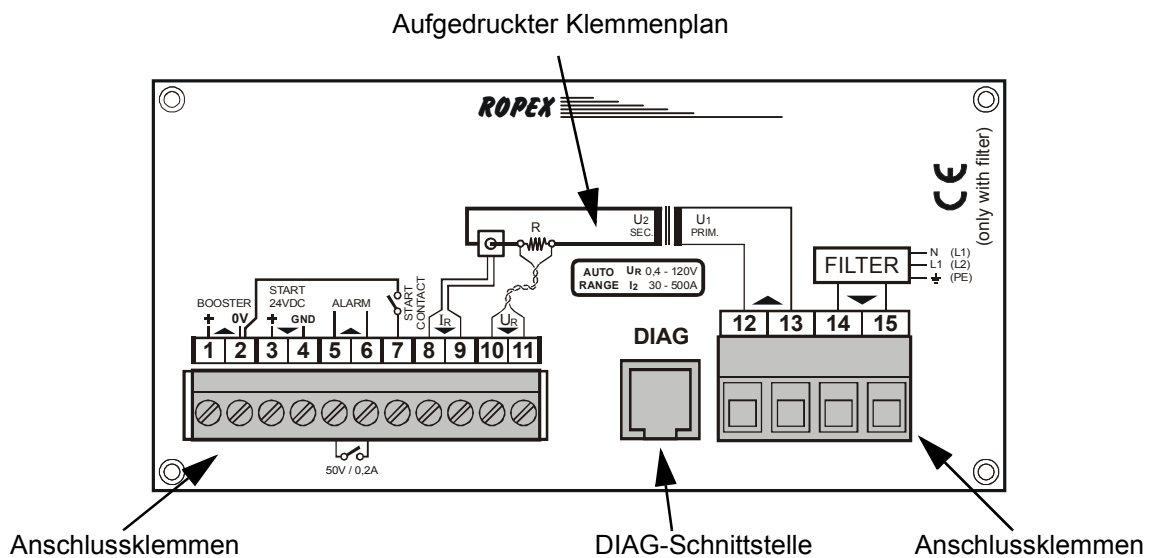 Aufgedruckter Klemmenplan
ROPEX
CE
(only with filter)
R
U2
SEC.
U1
PRIM.
AUTO UR 0,4 - 120V
RANGE I2 30 - 500A
FILTER
N (L1)
L1 (L2)
(PE)
BOOSTER
+ 0V
START
24VDC
+ GND
ALARM
START
CONTACT
IR
UR
1 2 3 4 5 6 7 8 9 10 11
12 13 14 15
DIAG
50V / 0,2A
Anschlussklemmen
DIAG-Schnittstelle
Anschlussklemmen